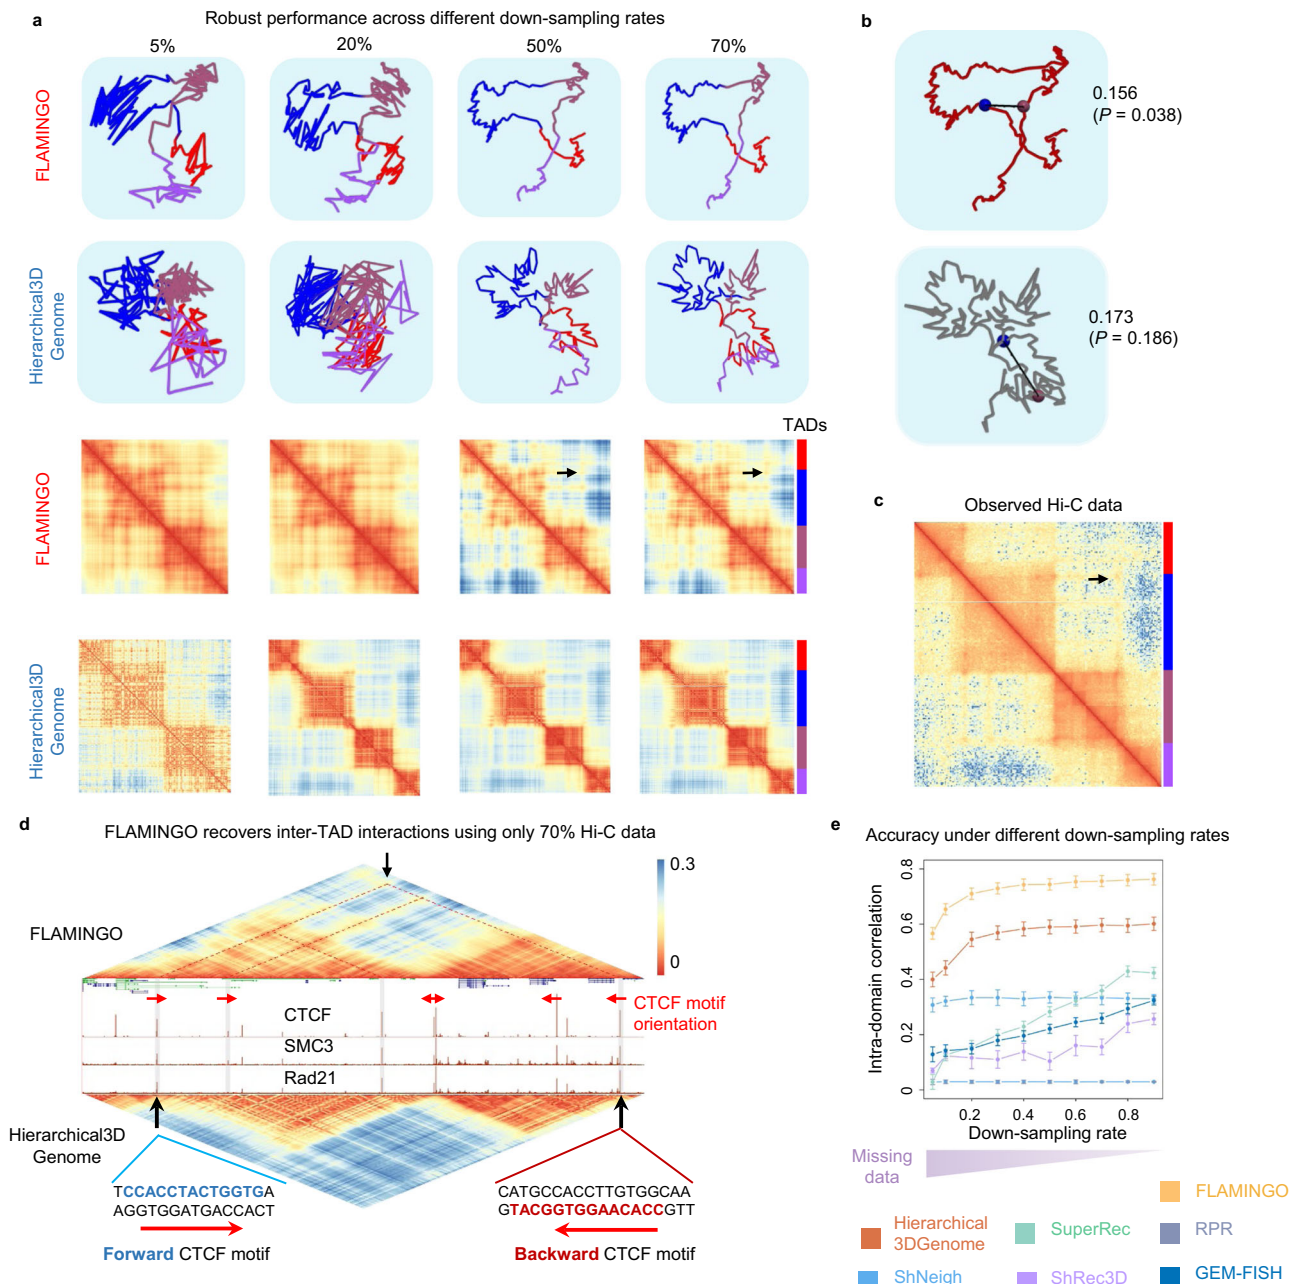 a
Robust performance across different down-sampling rates
5%
20%
50%
70%
FLAMINGO
Hierarchical3D
Genome
b
0.156
(P = 0.038)
0.173
(P = 0.186)
TADs
FLAMINGO
Hierarchical3D
Genome
c
Observed Hi-C data
d
FLAMINGO recovers inter-TAD interactions using only 70% Hi-C data
0.3
0
FLAMINGO
CTCF
CTCF motif
orientation
SMC3
Rad21
Hierarchical3D
Genome
TCCACCTACTGGTGA
AGGTGGATGACCACT
Forward CTCF motif
CATGCCACCTTGTGGCAA
GTACGGTGGAACACCGTT
Backward CTCF motif
e
Accuracy under different down-sampling rates
Intra-domain correlation
0.8
0.6
0.4
0.2
0
0.2
0.4
0.6
0.8
Down-sampling rate
Missing
data
FLAMINGO
Hierarchical
3DGenome
SuperRec
RPR
ShNeigh
ShRec3D
GEM-FISH